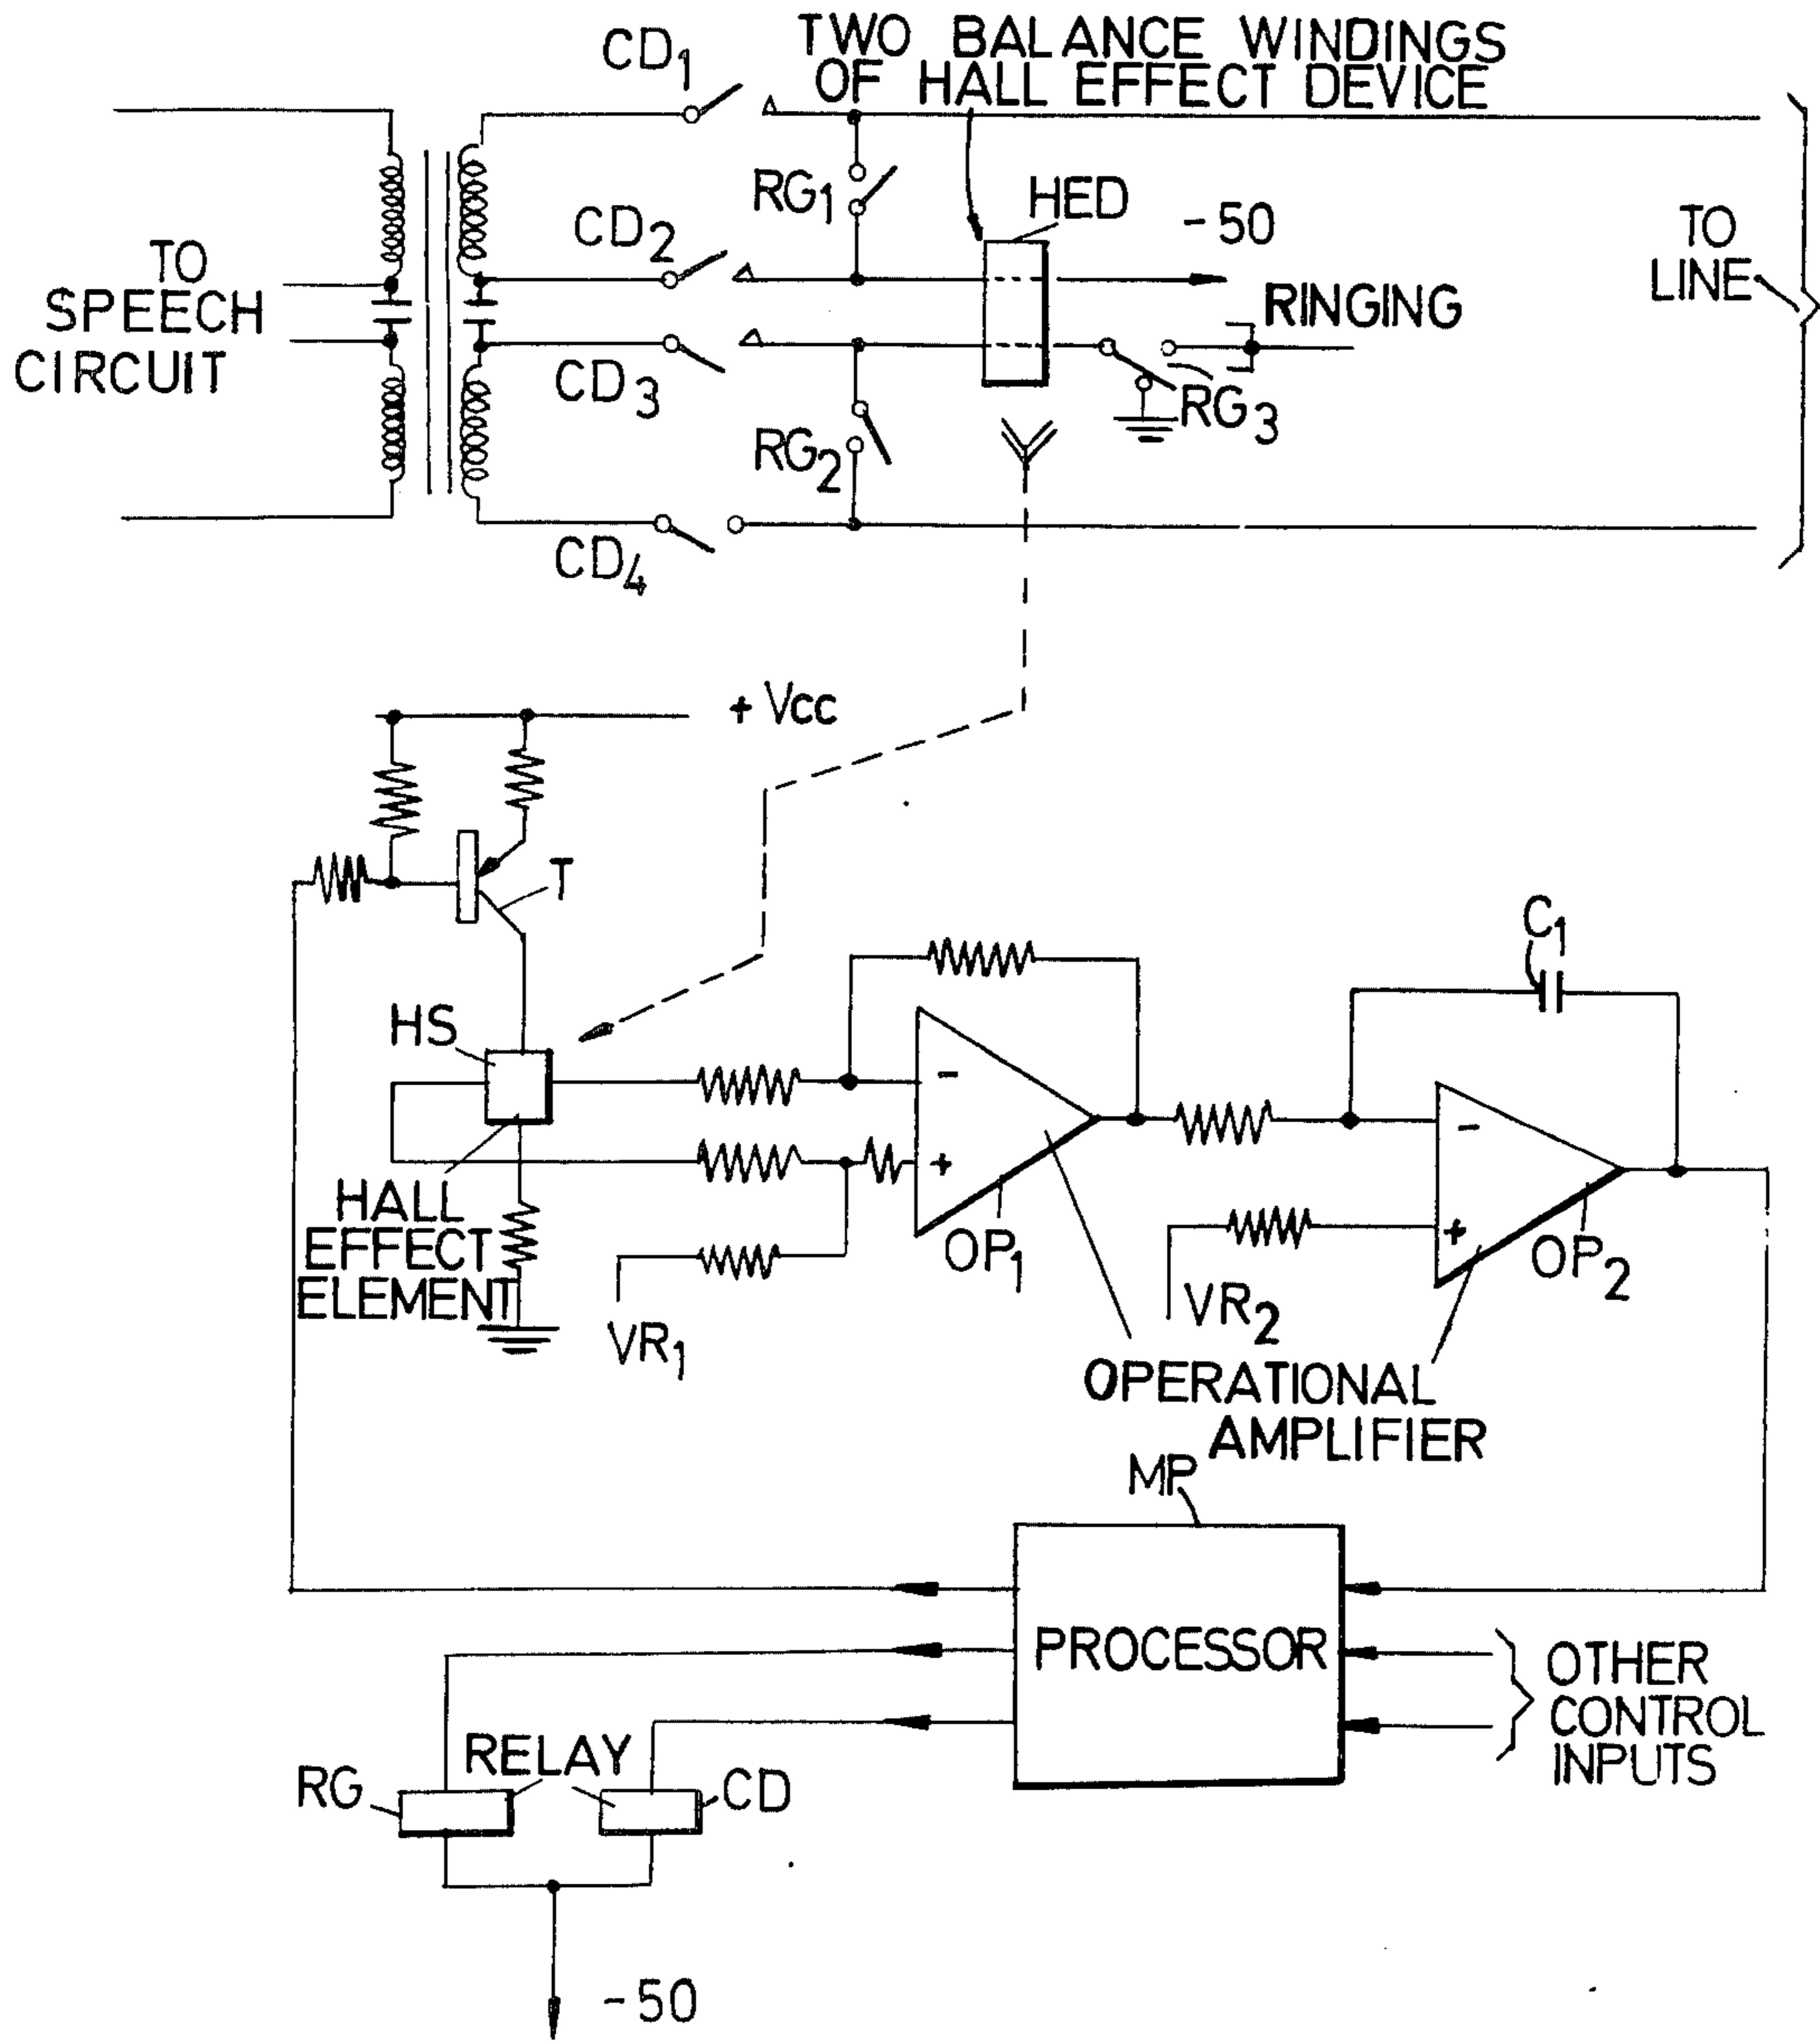 TWO BALANCE WINDINGS
OF HALL EFFECT DEVICE
CD1
RG1
HED
-50
CD2
TO
SPEECH
CIRCUIT
TO
LINE
RINGING
CD3
RG3
RG2
CD4
+ Vcc
T
C1
HS
-
-
+
+
HALL
EFFECT
ELEMENT
OP1
OP2
VR1
VR2
OPERATIONAL
AMPLIFIER
MP
PROCESSOR
OTHER
CONTROL
INPUTS
RELAY
RG
CD
-50